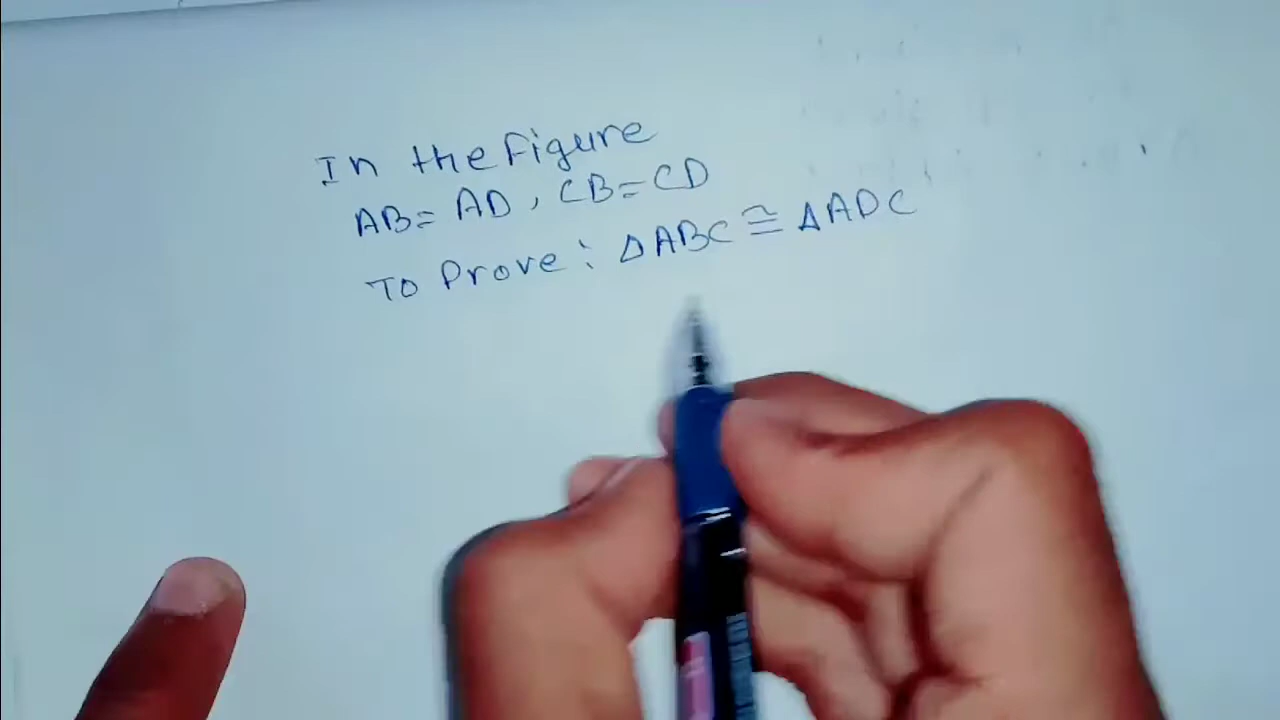 In the Figure
AB = AD, CB = CD
To Prove : ΔABC ≅ ΔADC